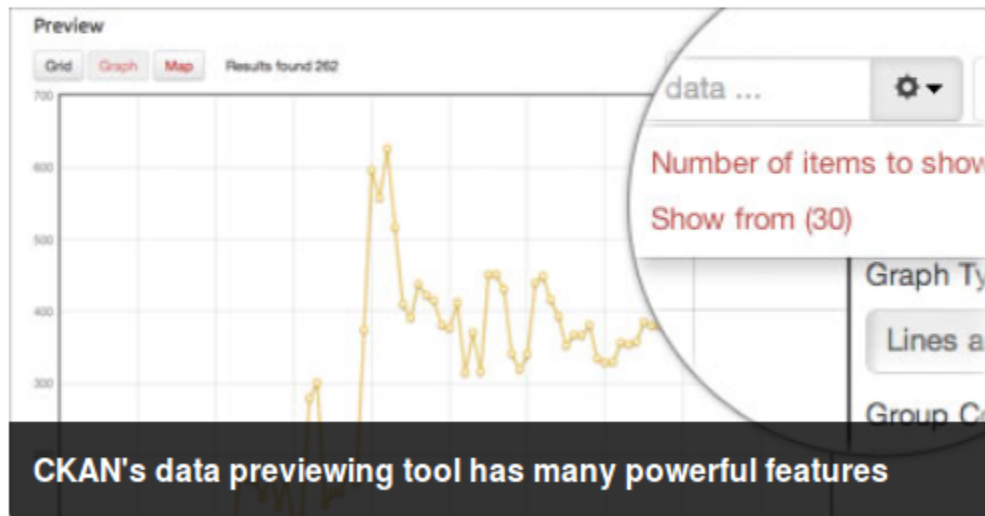 Preview
Grid Graph Map Results found 262
700
600
500
400
300
data ...
Number of items to show
Show from (30)
Graph Ty
Lines a
Group Co
CKAN's data previewing tool has many powerful features